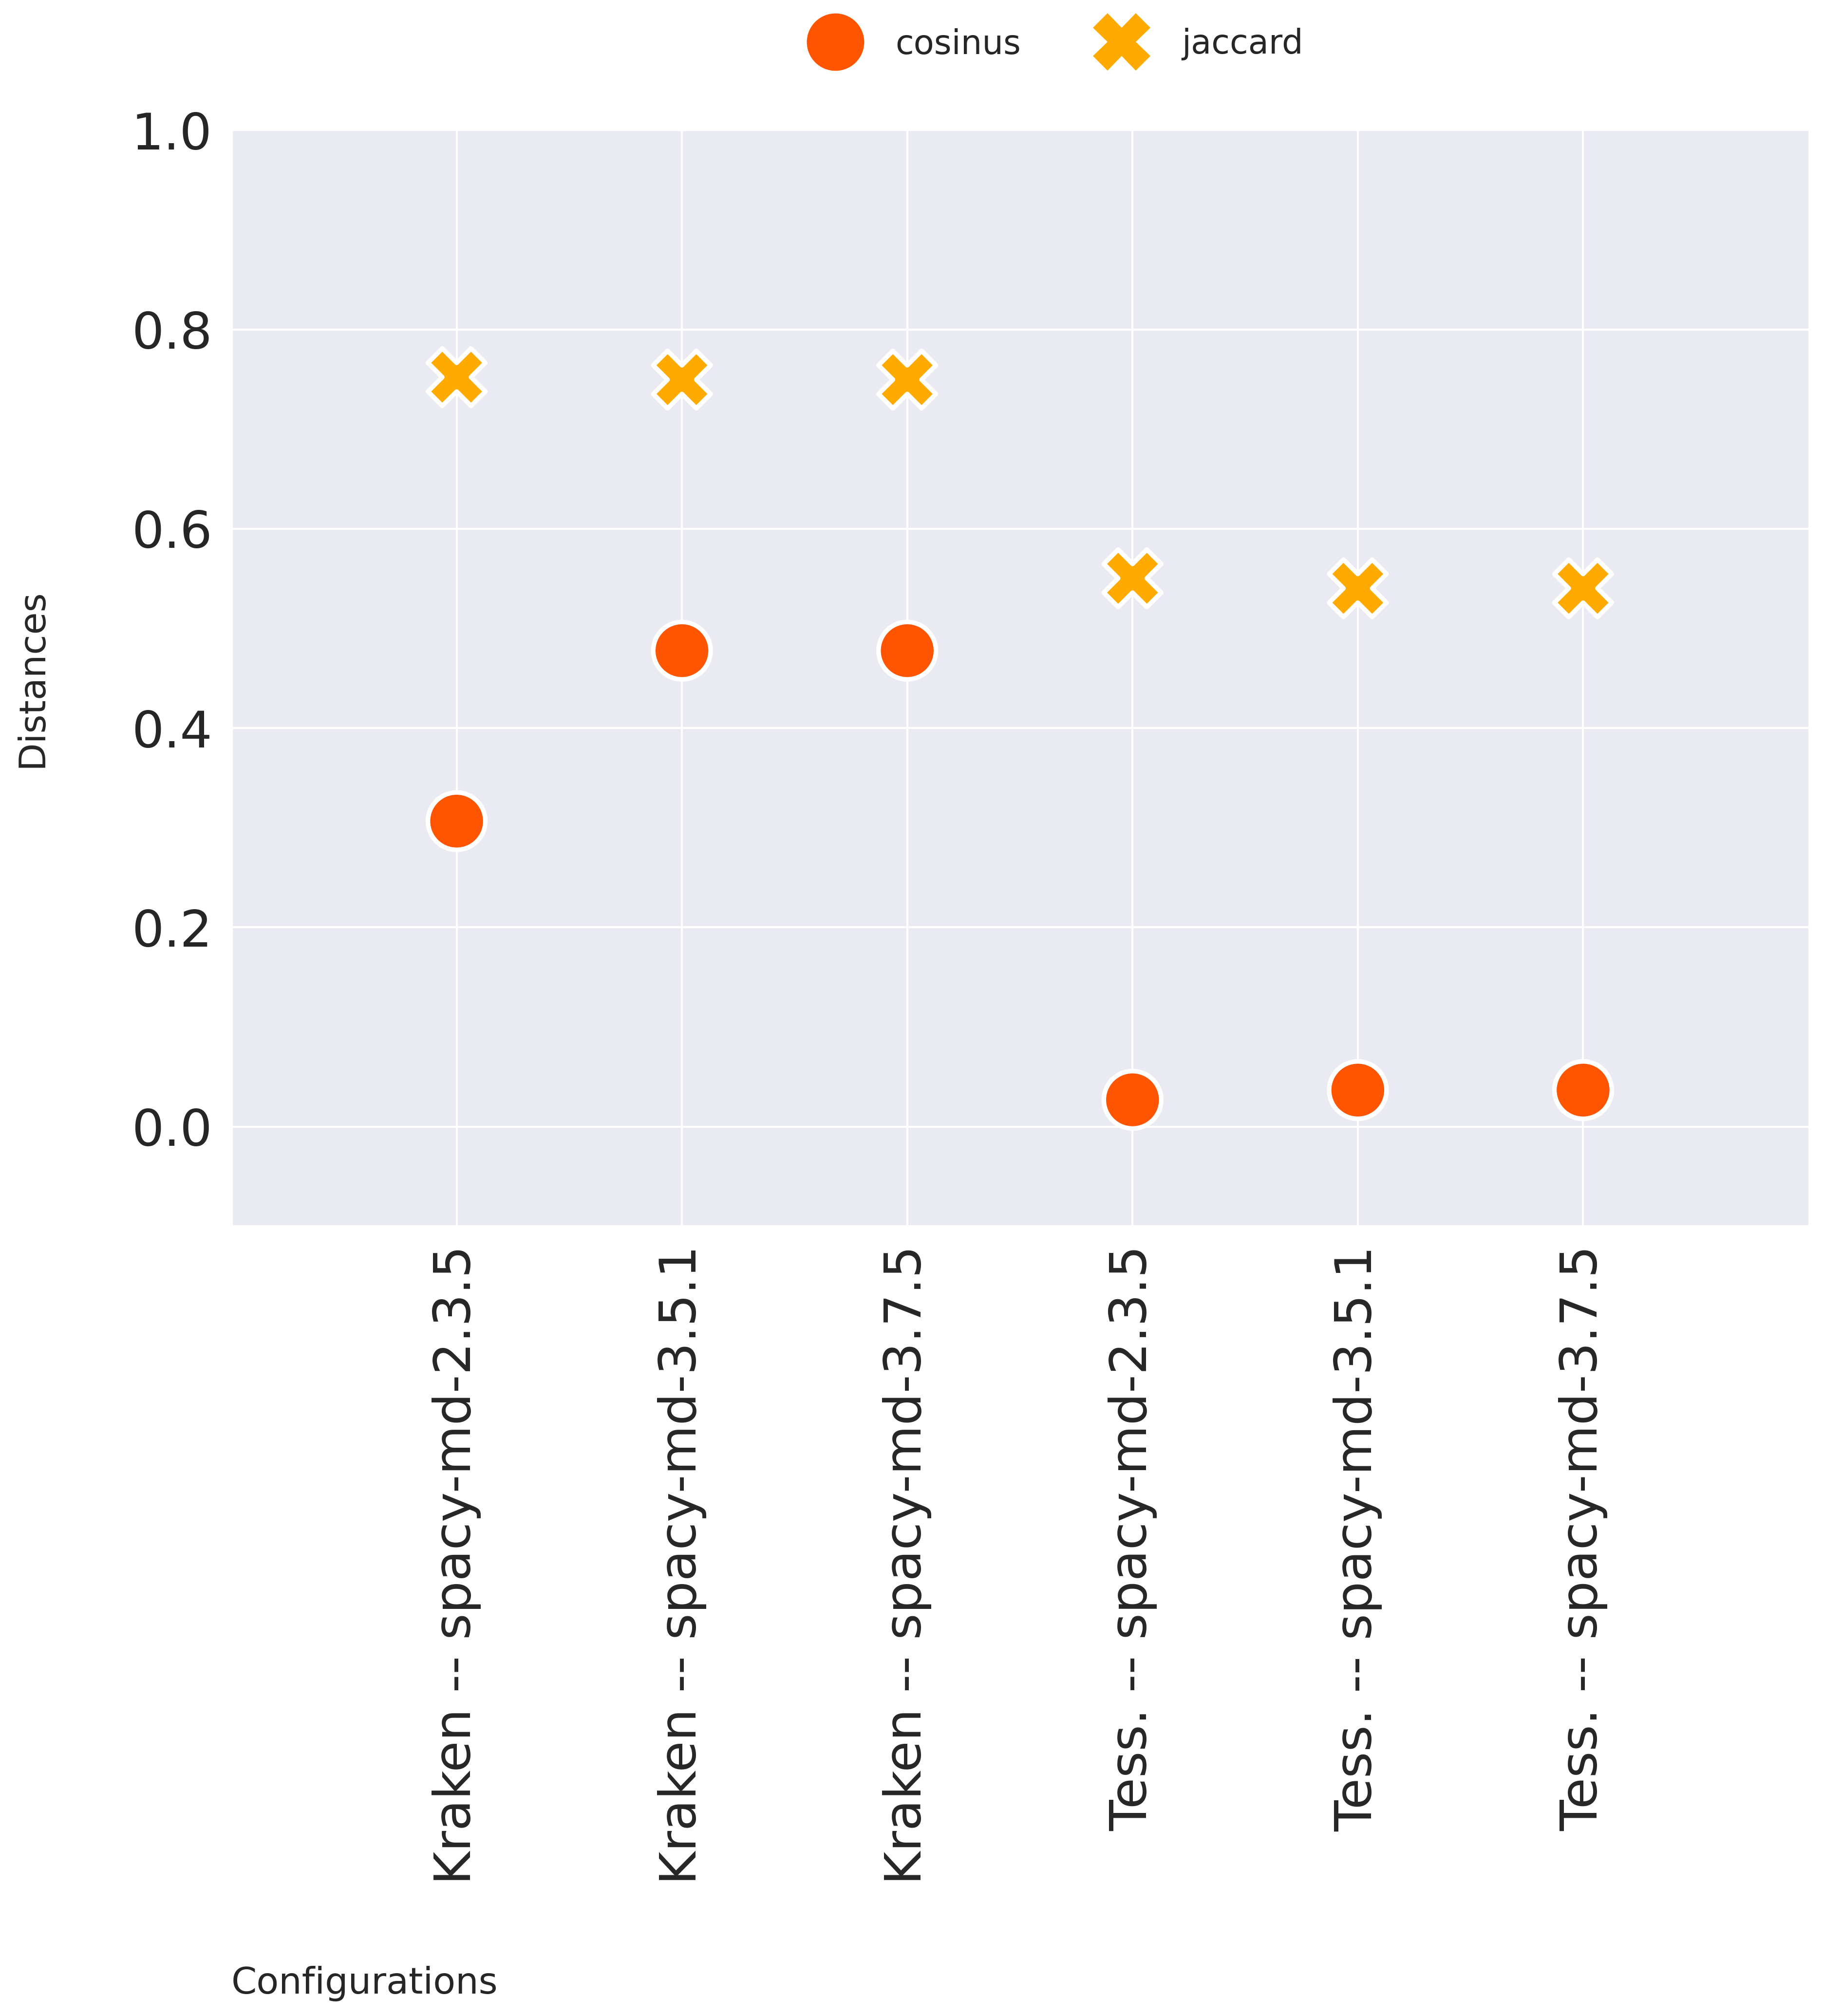 cosinus
jaccard
1.0
0.8
0.6
0.4
0.2
0.0
Distances
Kraken -- spacy-md-2.3.5
Kraken -- spacy-md-3.5.1
Kraken -- spacy-md-3.7.5
Tess. -- spacy-md-2.3.5
Tess. -- spacy-md-3.5.1
Tess. -- spacy-md-3.7.5
Configurations